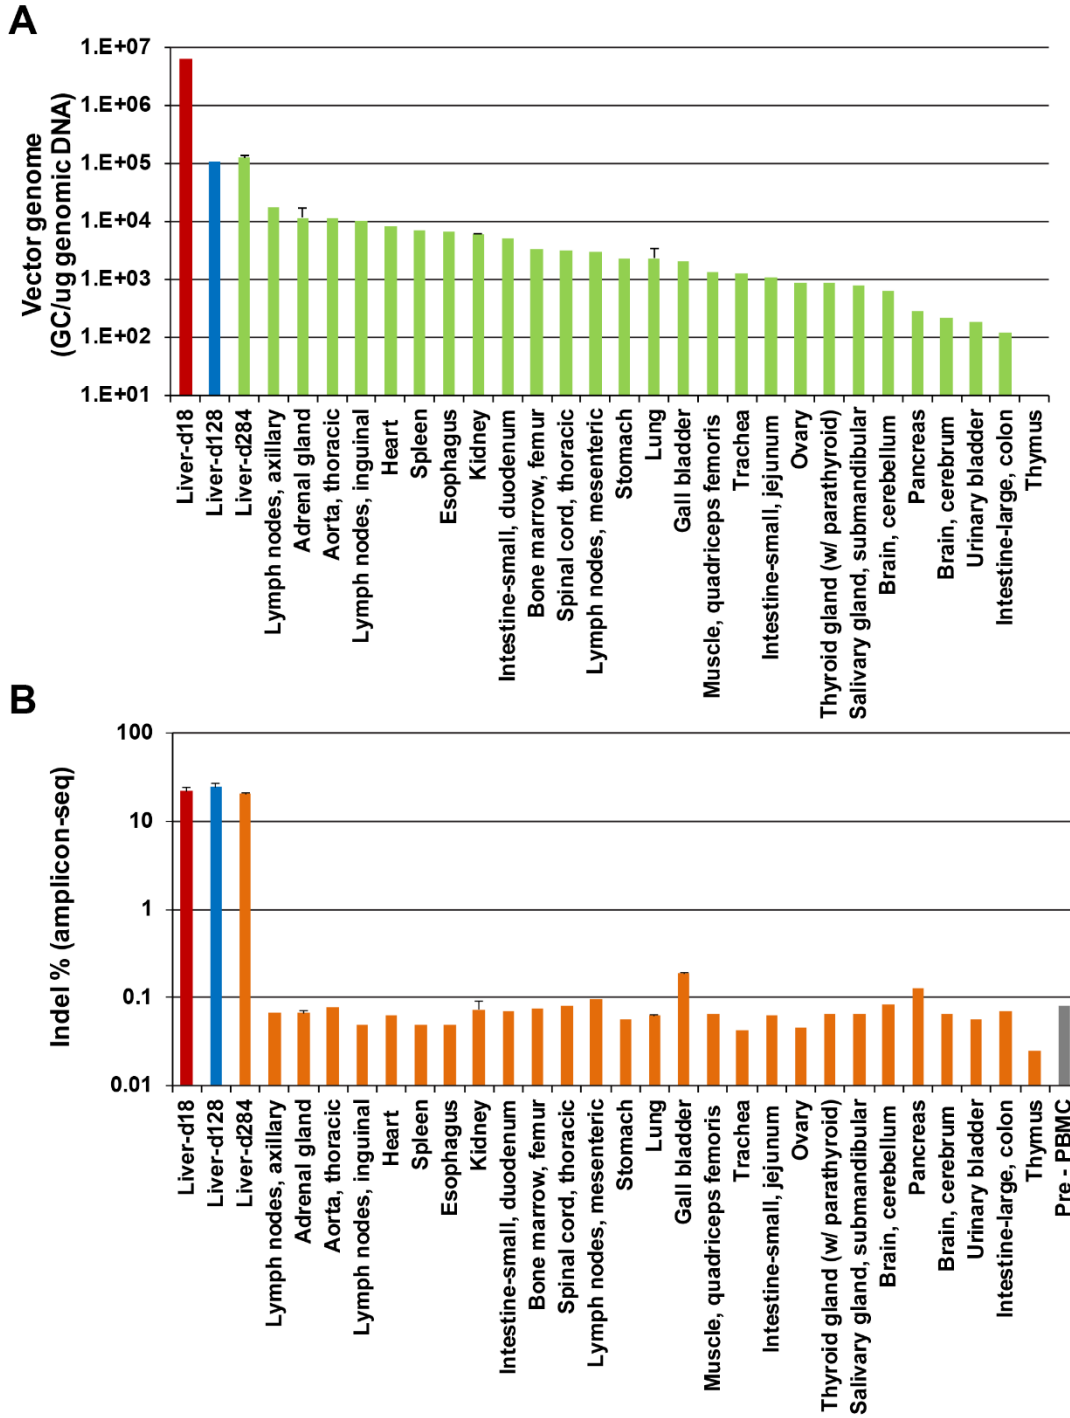 A
Vector genome
(GC/ug genomic DNA)
1.E+07
1.E+06
1.E+05
1.E+04
1.E+03
1.E+02
1.E+01
Liver-d18
Liver-d128
Liver-d284
Lymph nodes, axillary
Adrenal gland
Aorta, thoracic
Lymph nodes, inguinal
Heart
Spleen
Esophagus
Kidney
Intestine-small, duodenum
Bone marrow, femur
Spinal cord, thoracic
Lymph nodes, mesenteric
Stomach
Lung
Gall bladder
Muscle, quadriceps femoris
Trachea
Intestine-small, jejunum
Ovary
Thyroid gland (w/ parathyroid)
Salivary gland, submandibular
Brain, cerebellum
Pancreas
Brain, cerebrum
Urinary bladder
Intestine-large, colon
Thymus
B
Indel % (amplicon-seq)
100
10
1
0.1
0.01
Liver-d18
Liver-d128
Liver-d284
Lymph nodes, axillary
Adrenal gland
Aorta, thoracic
Lymph nodes, inguinal
Heart
Spleen
Esophagus
Kidney
Intestine-small, duodenum
Bone marrow, femur
Spinal cord, thoracic
Lymph nodes, mesenteric
Stomach
Lung
Gall bladder
Muscle, quadriceps femoris
Trachea
Intestine-small, jejunum
Ovary
Thyroid gland (w/ parathyroid)
Salivary gland, submandibular
Brain, cerebellum
Pancreas
Brain, cerebrum
Urinary bladder
Intestine-large, colon
Thymus
Pre - PBMC